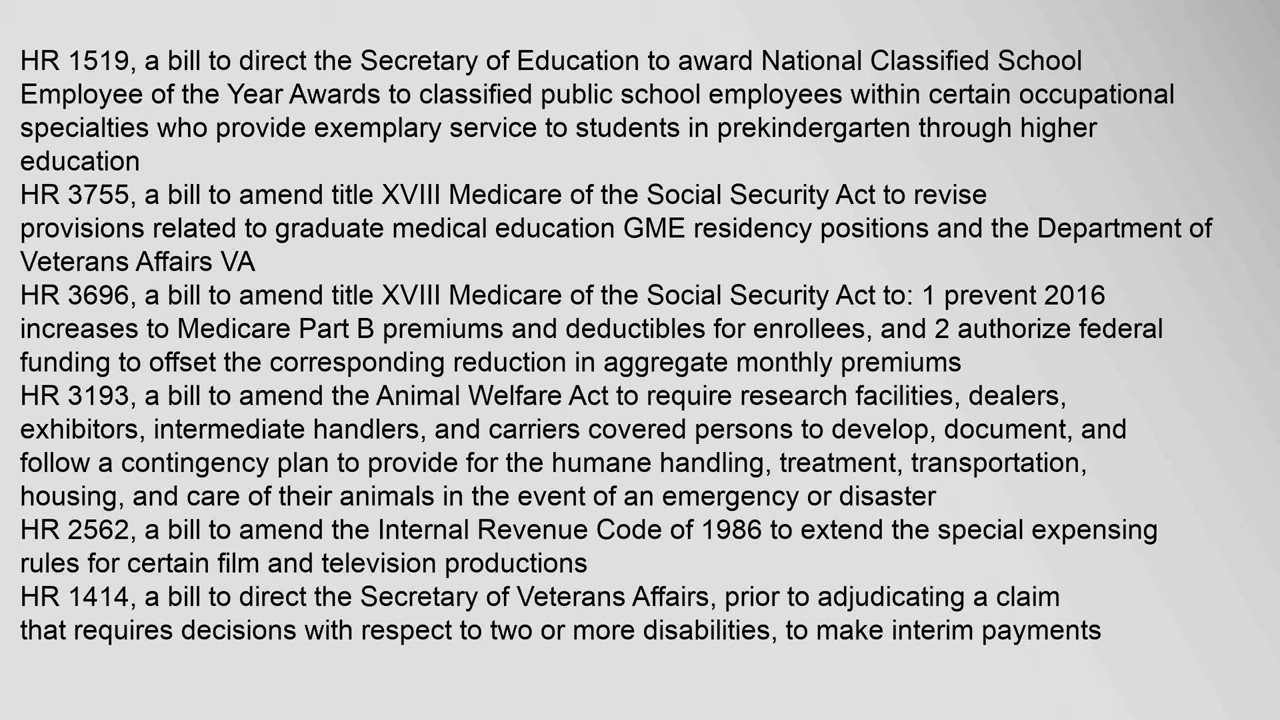 HR 1519, a bill to direct the Secretary of Education to award National Classified School
Employee of the Year Awards to classified public school employees within certain occupational
specialties who provide exemplary service to students in prekindergarten through higher
education
HR 3755, a bill to amend title XVIII Medicare of the Social Security Act to revise
provisions related to graduate medical education GME residency positions and the Department of
Veterans Affairs VA
HR 3696, a bill to amend title XVIII Medicare of the Social Security Act to: 1 prevent 2016
increases to Medicare Part B premiums and deductibles for enrollees, and 2 authorize federal
funding to offset the corresponding reduction in aggregate monthly premiums
HR 3193, a bill to amend the Animal Welfare Act to require research facilities, dealers,
exhibitors, intermediate handlers, and carriers covered persons to develop, document, and
follow a contingency plan to provide for the humane handling, treatment, transportation,
housing, and care of their animals in the event of an emergency or disaster
HR 2562, a bill to amend the Internal Revenue Code of 1986 to extend the special expensing
rules for certain film and television productions
HR 1414, a bill to direct the Secretary of Veterans Affairs, prior to adjudicating a claim
that requires decisions with respect to two or more disabilities, to make interim payments